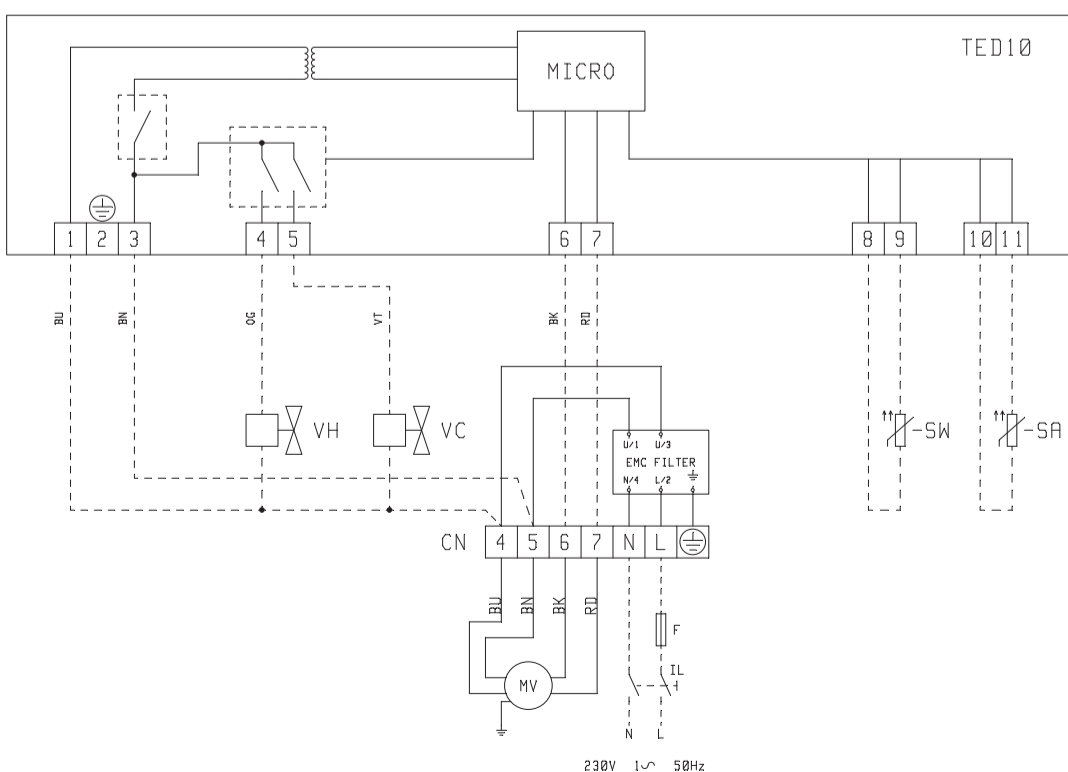 TED10
MICRO
1 2 3 4 5 6 7 8 9 10 11
BU BN OG VT BK RD
VH VC SW SA
U/1 U/3
EMC FILTER
N/4 L/2
CN 4 5 6 7 N L
BU BN BK RD
F
IL
MV
N L
230V 1∿ 50Hz